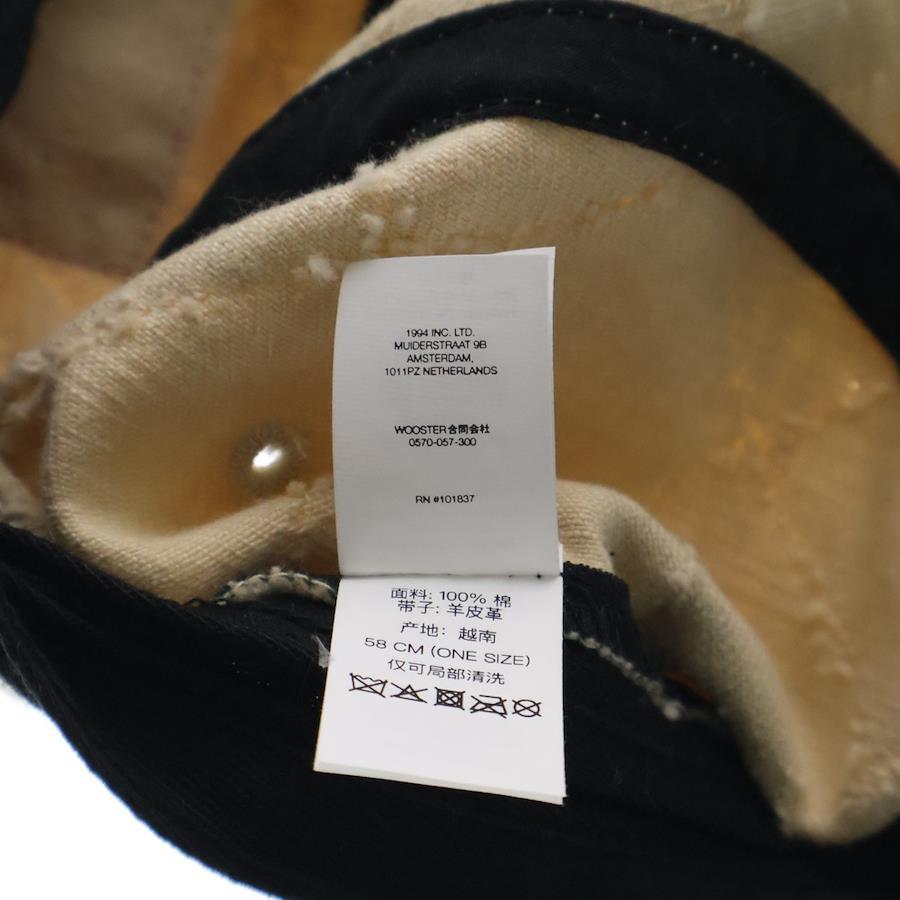 1994 INC. LTD.
MUIDERSTRAAT 9B
AMSTERDAM,
1011PZ NETHERLANDS
WOOSTER合同会社
0570-057-300
RN #101837
面料: 100% 棉
带子: 羊皮革
产地: 越南
58 CM (ONE SIZE)
仅可局部清洗